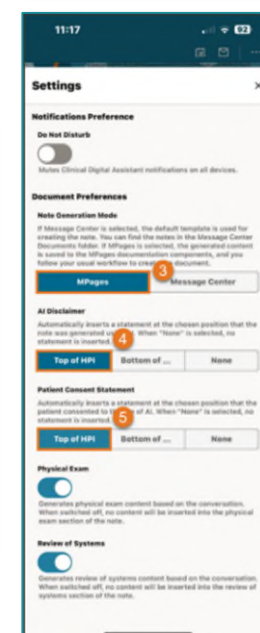 11:17
92
Settings
Notifications Preference
Do Not Disturb
Mutes Clinical Digital Assistant notifications on all devices.
Document Preferences
Note Generation Mode
If Message Center is selected, the default template is used for
creating the note. You can find the notes in the Message Center
Documents folder. If MPages is selected, the generated content
is saved to the MPages documentation components, and you
follow your usual workflow to create document.
3
MPages
Message Center
AI Disclaimer
Automatically inserts a statement at the chosen position that the
note was generated When "None" is selected, no
statement is inserted.
4
Top of HPI
Bottom of ...
None
Patient Consent Statement
Automatically inserts a statement at the chosen position that the
patient consented to of AI. When "None" is selected, no
statement is inserted.
5
Top of HPI
Bottom of ...
None
Physical Exam
Generates physical exam content based on the conversation.
When switched off, no content will be inserted into the physical
exam section of the note.
Review of Systems
Generates review of systems content based on the conversation.
When switched off, no content will be inserted into the review of
systems section of the note.